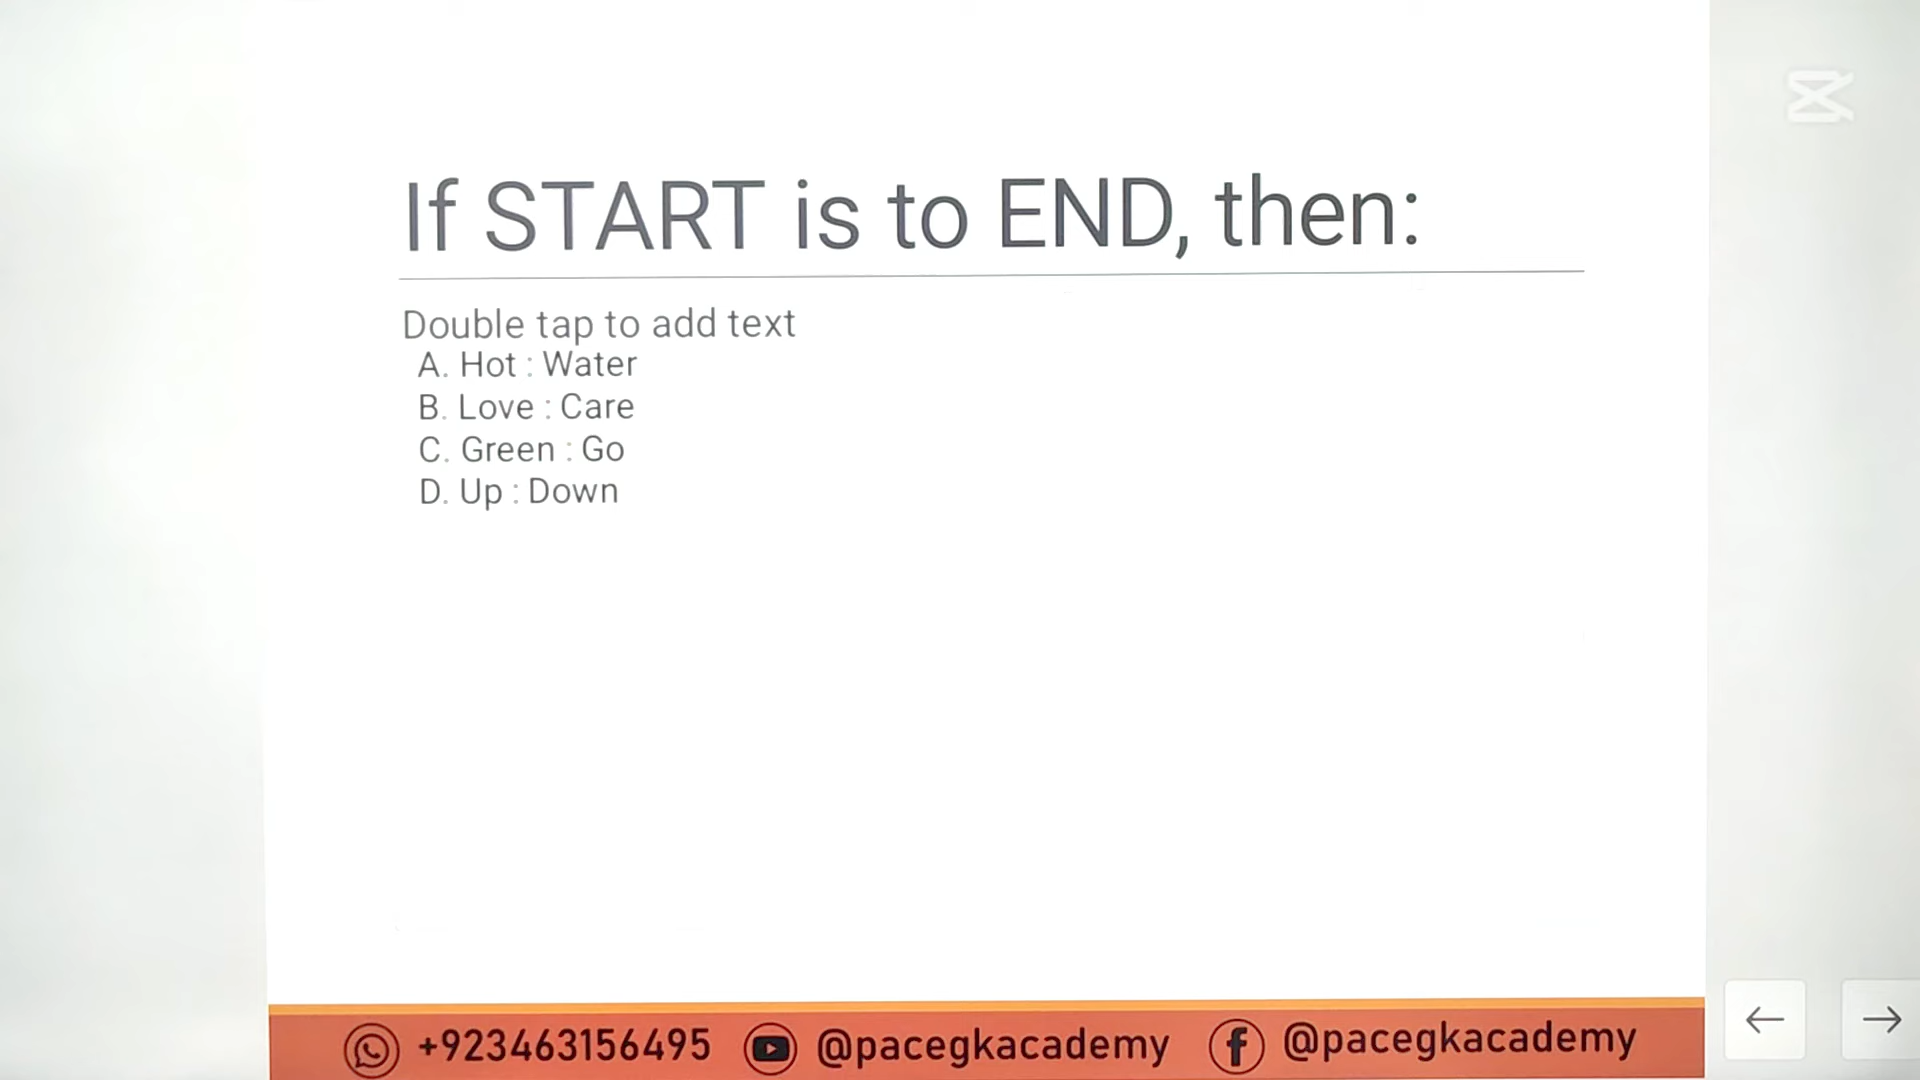 If START is to END, then:
Double tap to add text
A. Hot : Water
B. Love : Care
C. Green : Go
D. Up : Down
+923463156495 @pacegkacademy @pacegkacademy